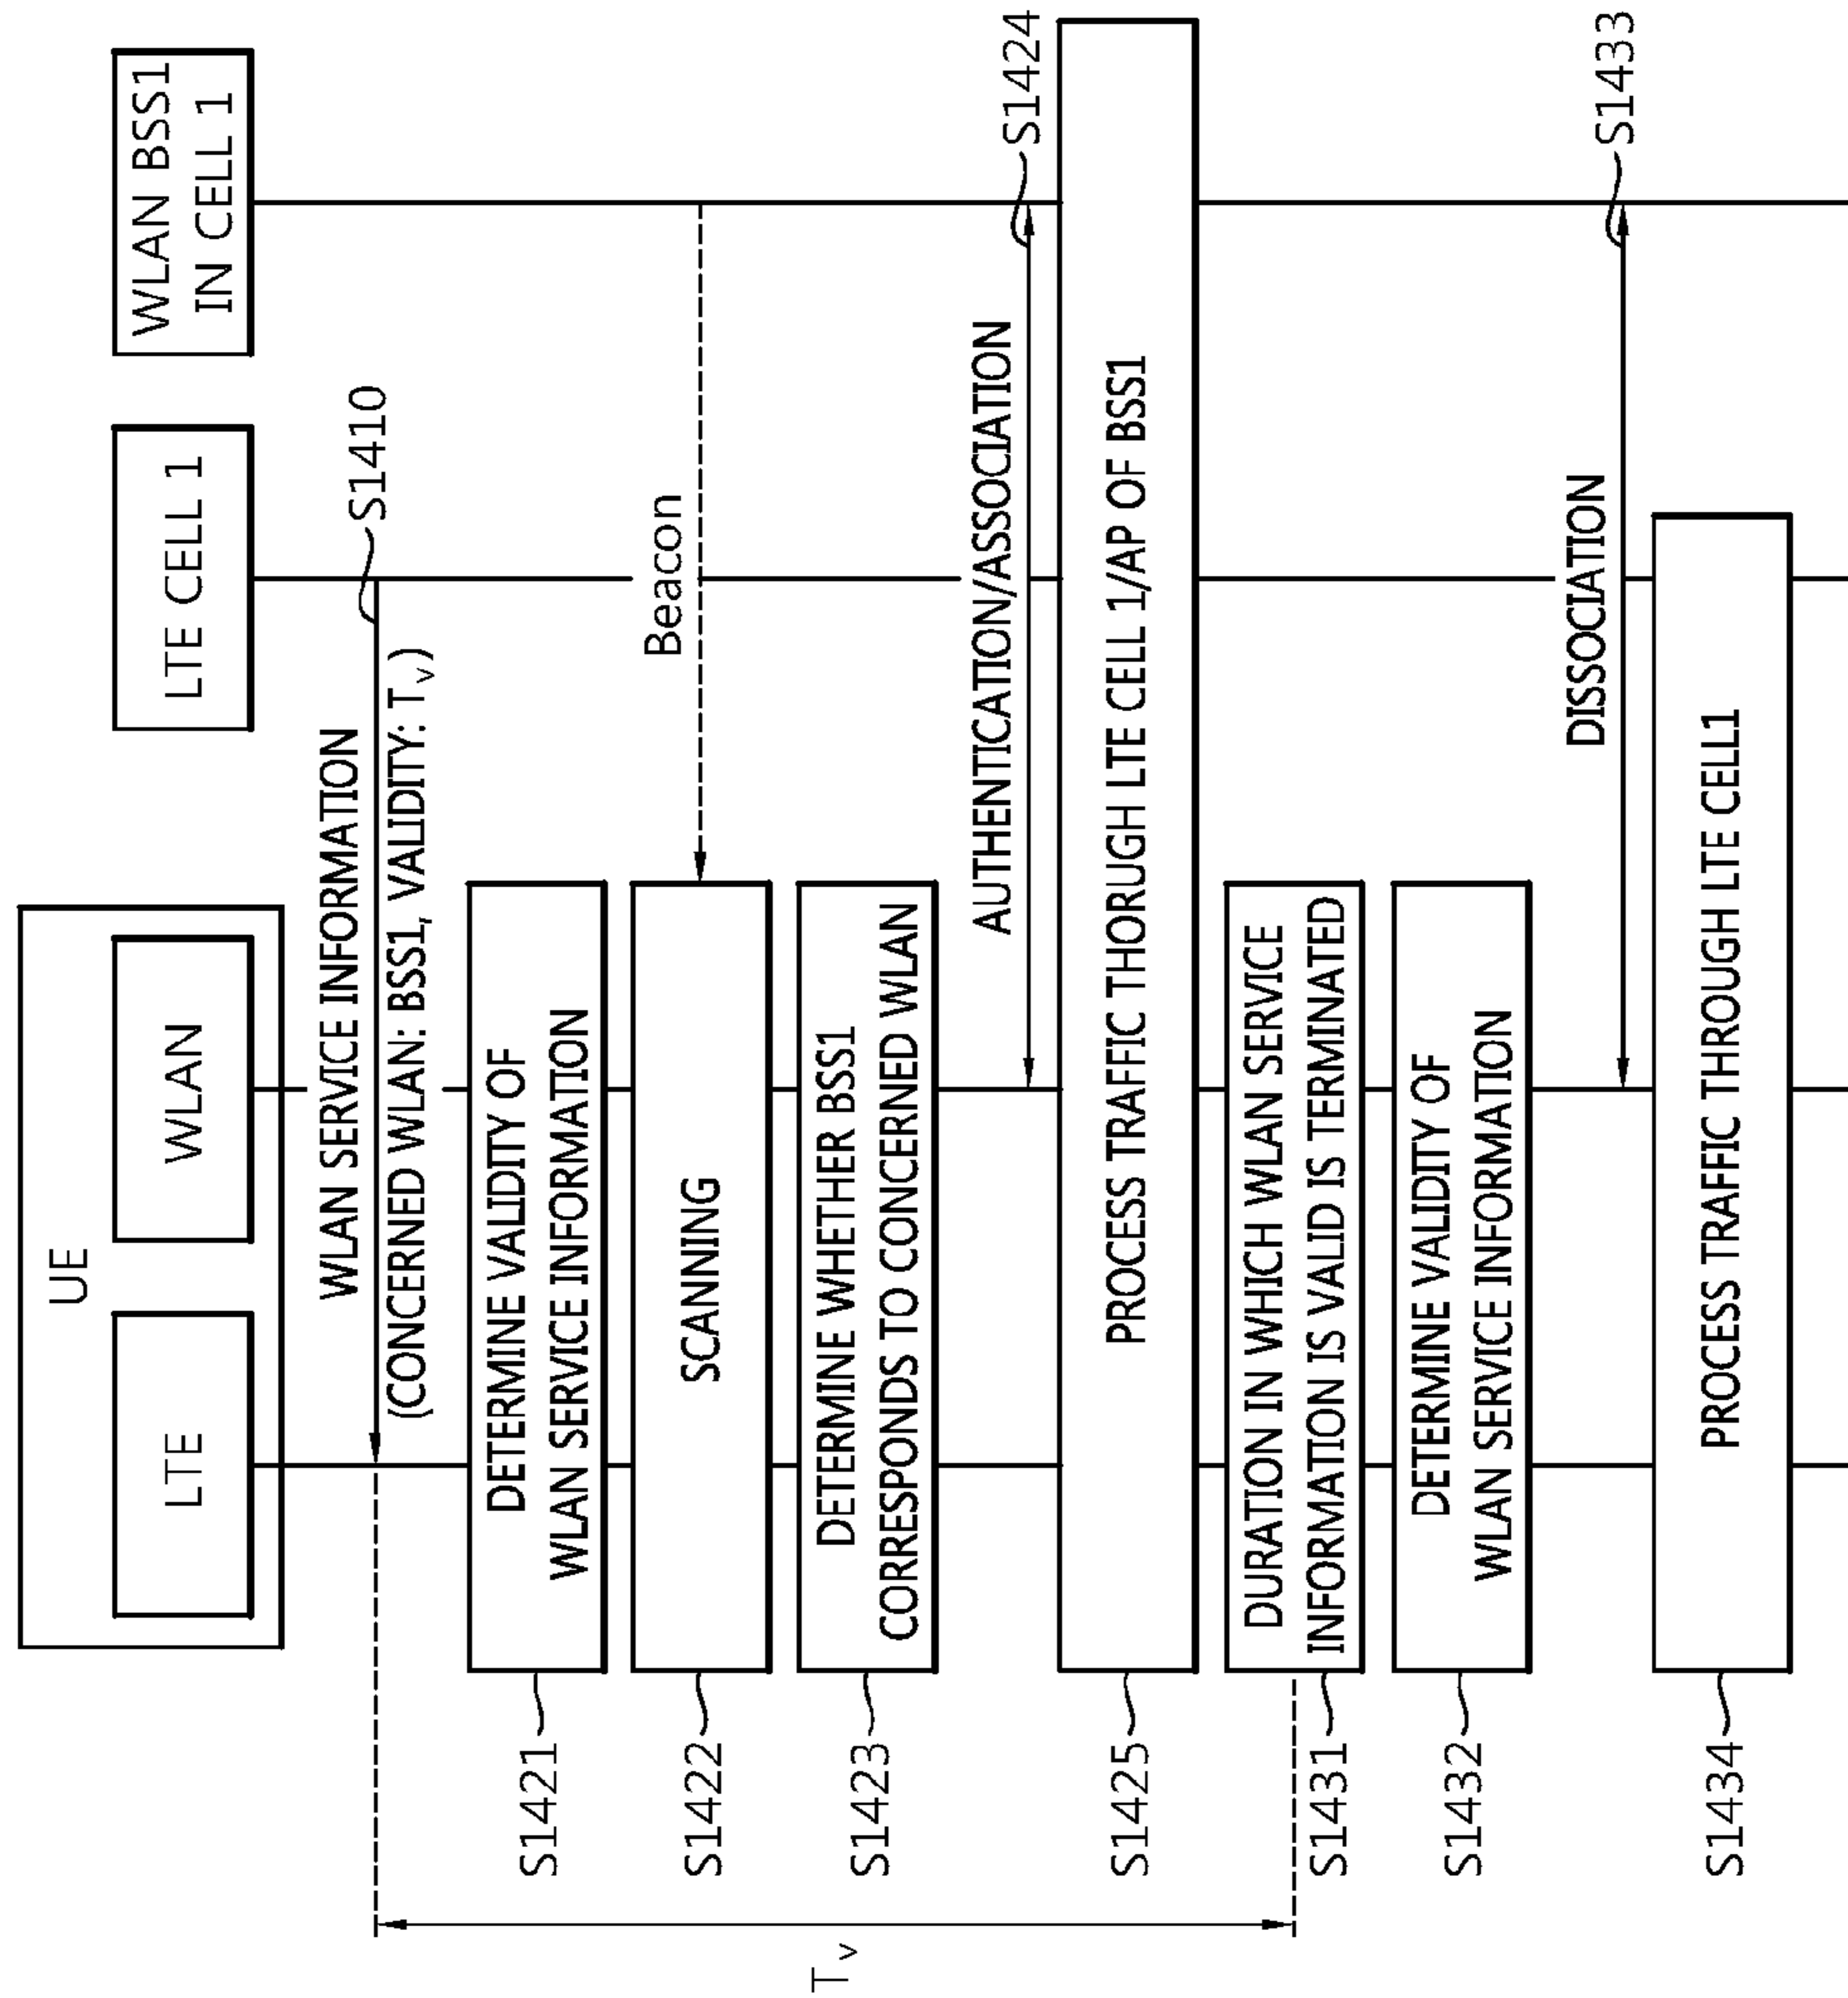 UE
LTE
WLAN
LTE CELL 1
WLAN BSS1
IN CELL 1
WLAN SERVICE INFORMATION
S1410
(CONCERNED WLAN: BSS1, VALIDITY: Tv)
Tv
S1421
DETERMINE VALIDITY OF
WLAN SERVICE INFORMATION
Beacon
S1422
SCANNING
S1423
DETERMINE WHETHER BSS1
CORRESPONDS TO CONCERNED WLAN
AUTHENTICATION/ASSOCIATION
S1424
S1425
PROCESS TRAFFIC THORUGH LTE CELL 1/AP OF BSS1
S1431
DURATION IN WHICH WLAN SERVICE
INFORMATION IS VALID IS TERMINATED
S1432
DETERMINE VALIDITY OF
WLAN SERVICE INFORMATION
DISSOCIATION
S1433
S1434
PROCESS TRAFFIC THROUGH LTE CELL1